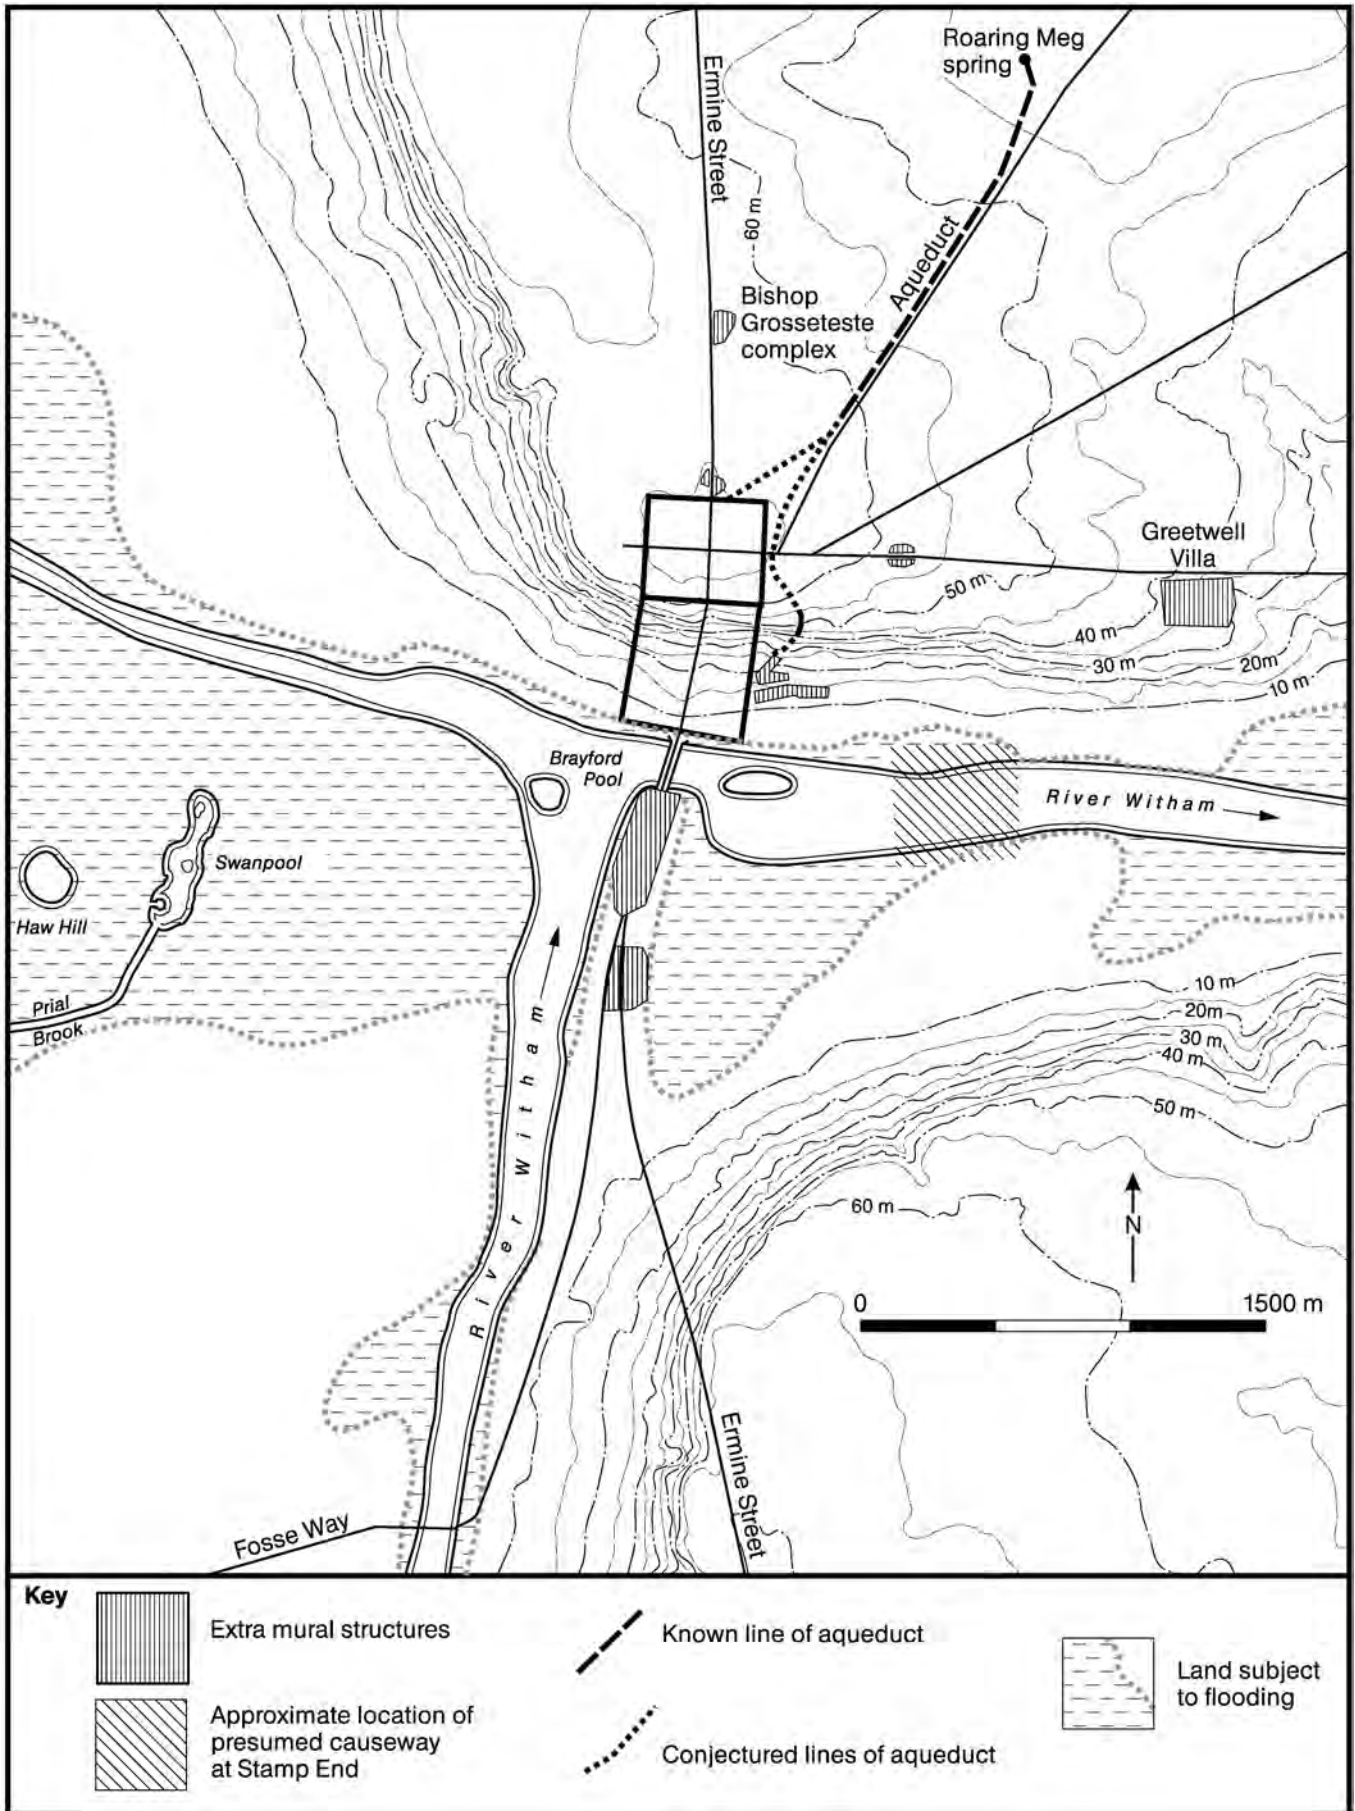 Roaring Meg
spring
Ermine Street
60 m
Aqueduct
Bishop
Grosseteste
complex
Greetwell
Villa
50 m
40 m
30 m
20m
10 m
Brayford
Pool
River Witham
Swanpool
Haw Hill
Prial
Brook
River Witham
10 m
20m
30 m
40 m
50 m
60 m
N
0 1500 m
Ermine Street
Fosse Way
Key
Extra mural structures
Approximate location of
presumed causeway
at Stamp End
Known line of aqueduct
Conjectured lines of aqueduct
Land subject
to flooding